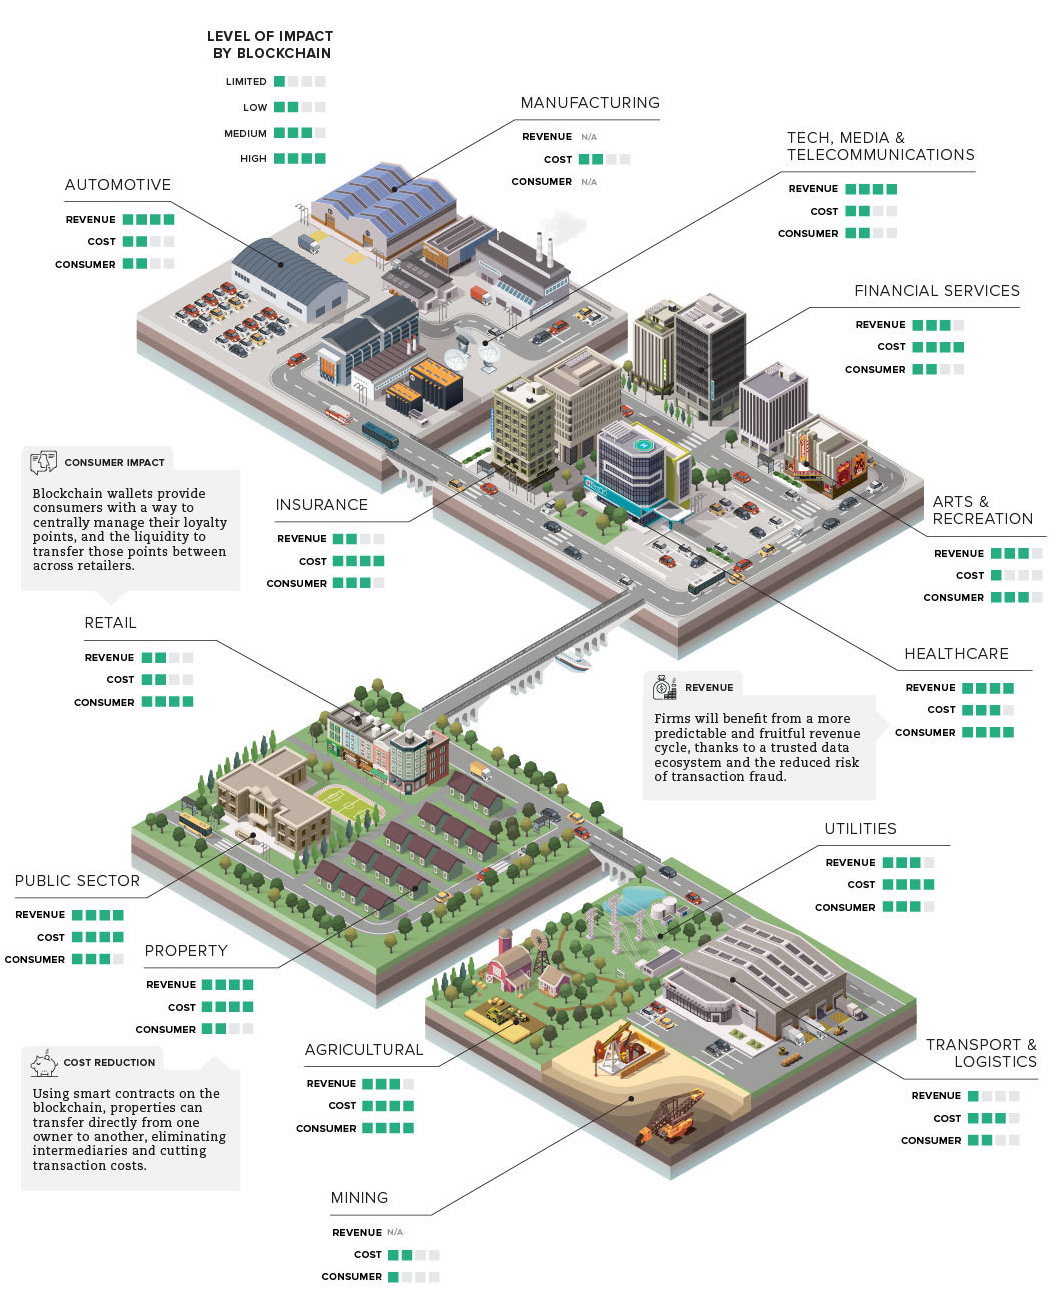 LEVEL OF IMPACT
BY BLOCKCHAIN
LIMITED
LOW
MEDIUM
HIGH
MANUFACTURING
REVENUE N/A
COST
CONSUMER N/A
TECH, MEDIA &
TELECOMMUNICATIONS
REVENUE
COST
CONSUMER
AUTOMOTIVE
REVENUE
COST
CONSUMER
FINANCIAL SERVICES
REVENUE
COST
CONSUMER
CONSUMER IMPACT
Blockchain wallets provide
consumers with a way to
centrally manage their loyalty
points, and the liquidity to
transfer those points between
across retailers.
INSURANCE
REVENUE
COST
CONSUMER
ARTS &
RECREATION
REVENUE
COST
CONSUMER
RETAIL
REVENUE
COST
CONSUMER
HEALTHCARE
REVENUE
COST
CONSUMER
REVENUE
Firms will benefit from a more
predictable and fruitful revenue
cycle, thanks to a trusted data
ecosystem and the reduced risk
of transaction fraud.
UTILITIES
REVENUE
COST
CONSUMER
PUBLIC SECTOR
REVENUE
COST
CONSUMER
PROPERTY
REVENUE
COST
CONSUMER
COST REDUCTION
Using smart contracts on the
blockchain, properties can
transfer directly from one
owner to another, eliminating
intermediaries and cutting
transaction costs.
AGRICULTURAL
REVENUE
COST
CONSUMER
TRANSPORT &
LOGISTICS
REVENUE
COST
CONSUMER
MINING
REVENUE N/A
COST
CONSUMER